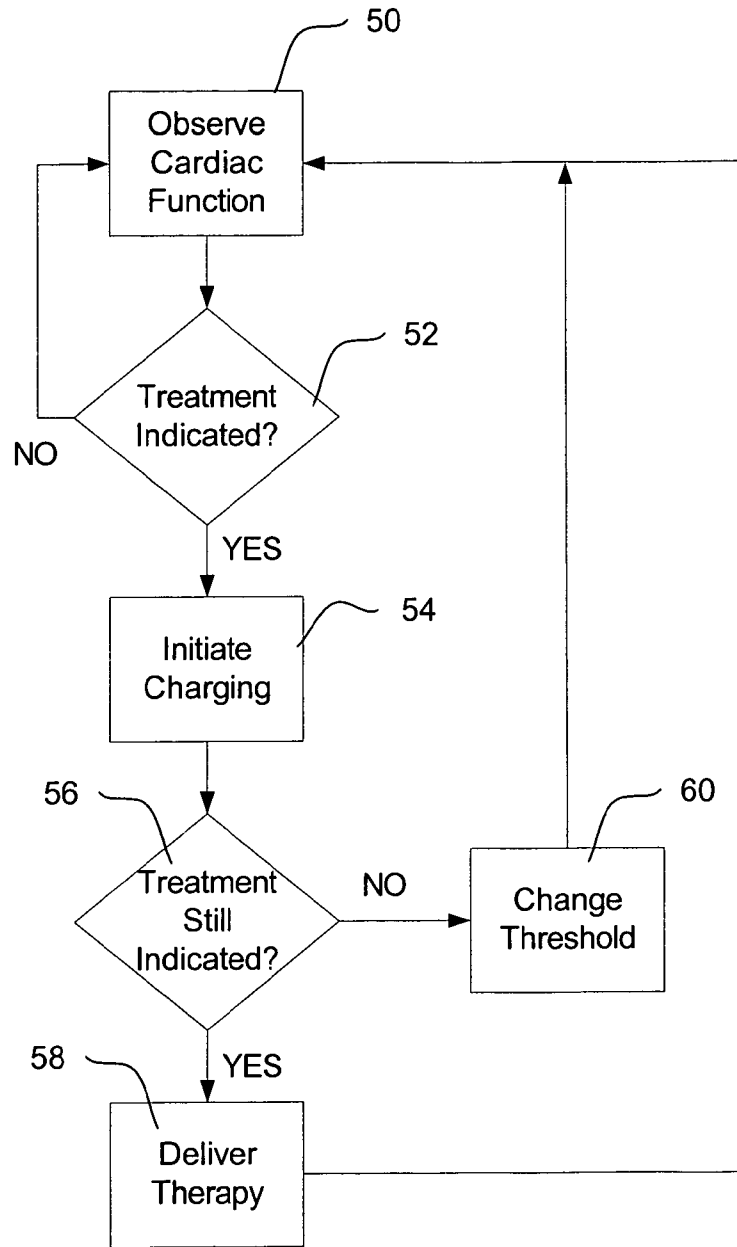 50
Observe
Cardiac
Function
52
Treatment
Indicated?
NO
YES
54
Initiate
Charging
56
60
Treatment
Still
Indicated?
NO
Change
Threshold
YES
58
Deliver
Therapy